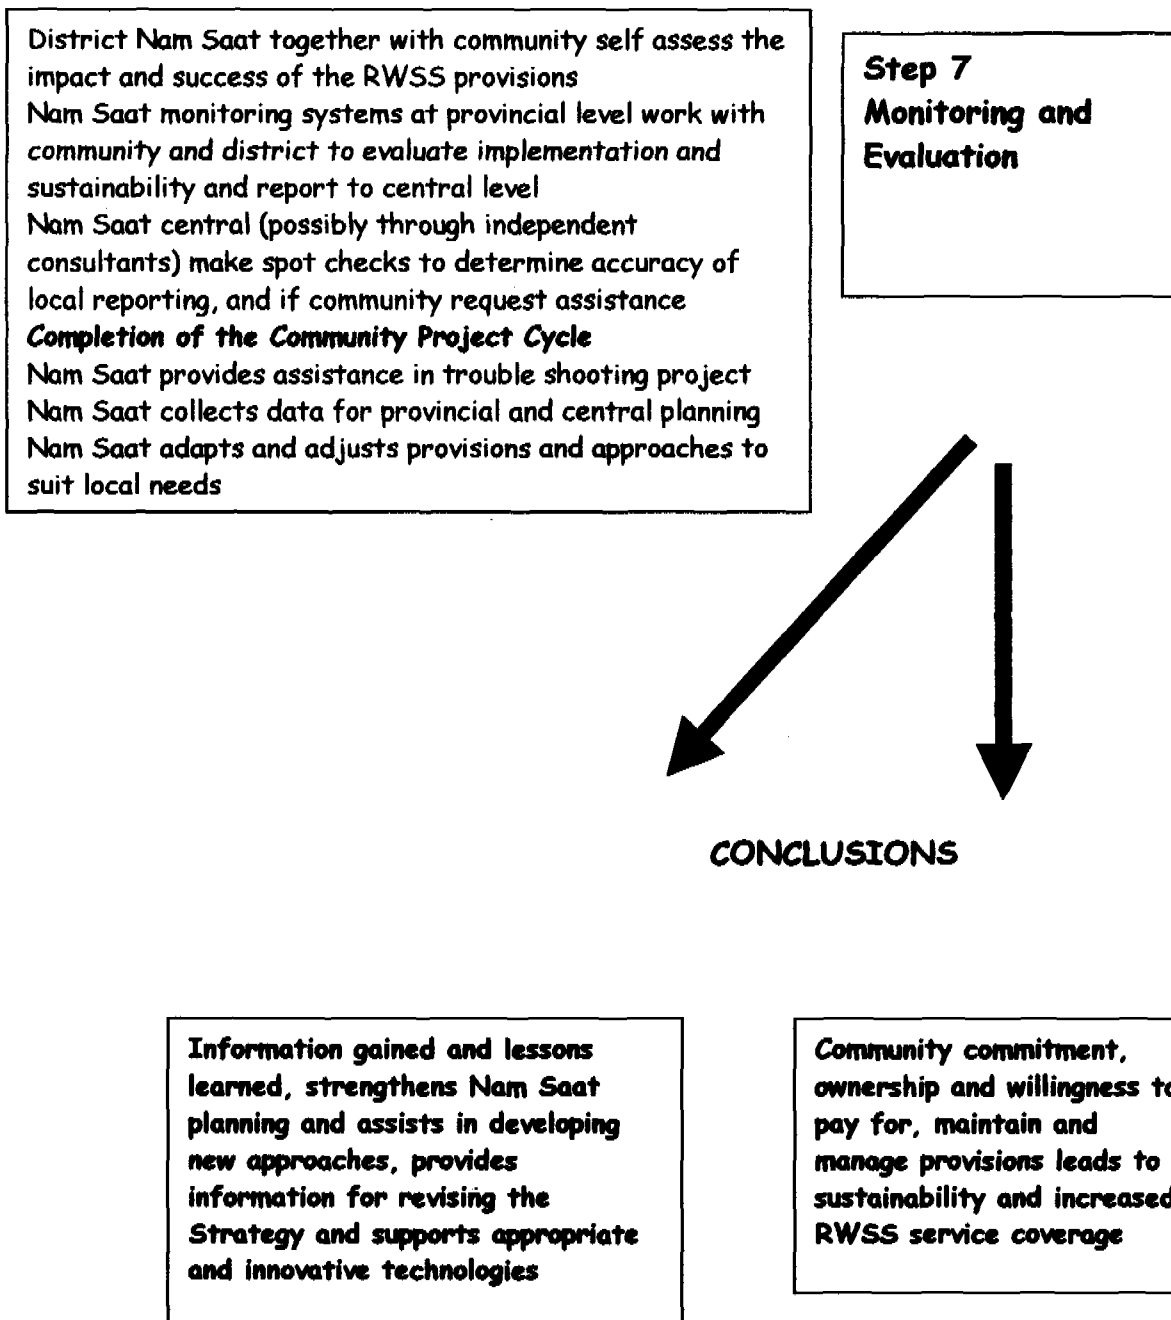 District Nam Saat together with community self assess the
impact and success of the RWSS provisions
Nam Saat monitoring systems at provincial level work with
community and district to evaluate implementation and
sustainability and report to central level
Nam Saat central (possibly through independent
consultants) make spot checks to determine accuracy of
local reporting, and if community request assistance
Completion of the Community Project Cycle
Nam Saat provides assistance in trouble shooting project
Nam Saat collects data for provincial and central planning
Nam Saat adapts and adjusts provisions and approaches to
suit local needs
Step 7
Monitoring and
Evaluation
CONCLUSIONS
Information gained and lessons
learned, strengthens Nam Saat
planning and assists in developing
new approaches, provides
information for revising the
Strategy and supports appropriate
and innovative technologies
Community commitment,
ownership and willingness to
pay for, maintain and
manage provisions leads to
sustainability and increased
RWSS service coverage